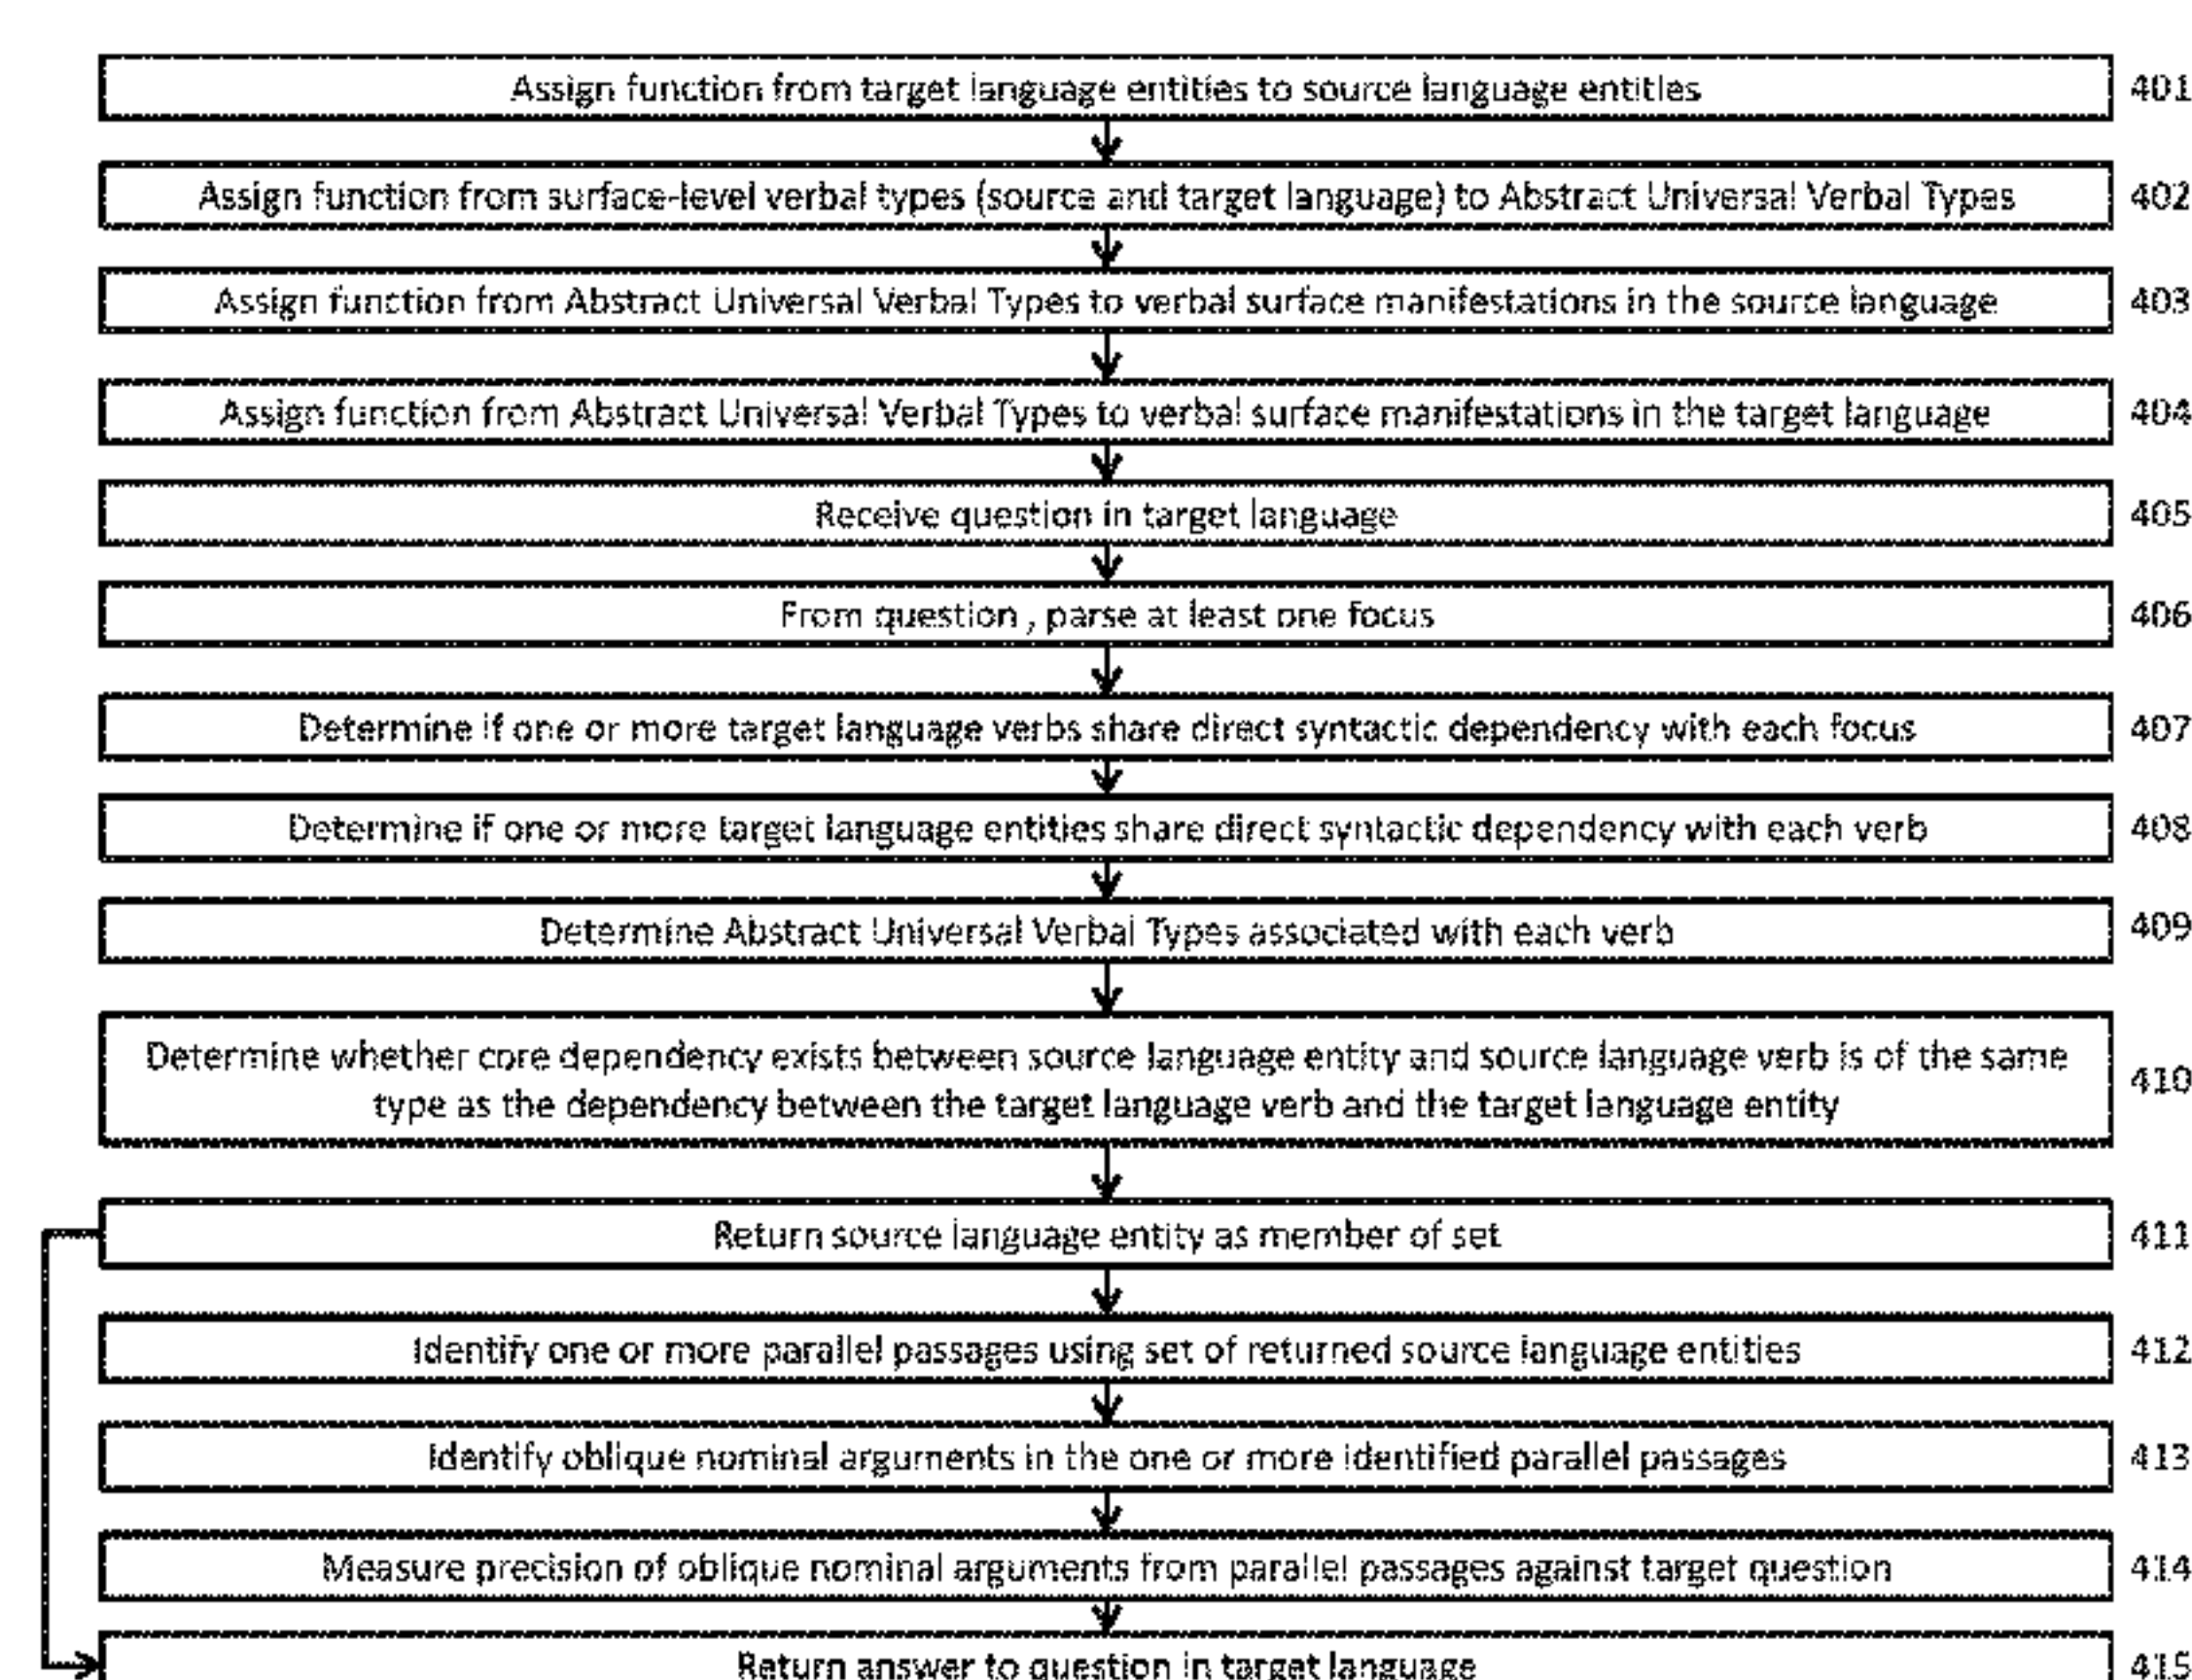 Assign function from target language entities to source language entitles 401
Assign function from surface-level verbal types (source and target language) to Abstract Universal Verbal Types 402
Assign function from Abstract Universal Verbal Types to verbal surface manifestations in the source language 403
Assign function from Abstract Universal Verbal Types to verbal surface manifestations in the target language 404
Receive question in target language 405
From question , parse at least one focus 406
Determine if one or more target language verbs share direct syntactic dependency with each focus 407
Determine if one or more target language entities share direct syntactic dependency with each verb 408
Determine Abstract Universal Verbal Types associated with each verb 409
Determine whether core dependency exists between source language entity and source language verb is of the same
type as the dependency between the target language verb and the target language entity 410
Return source language entity as member of set 411
Identify one or more parallel passages using set of returned source language entities 412
Identify oblique nominal arguments in the one or more identified parallel passages 413
Measure precision of oblique nominal arguments from parallel passages against target question 414
Return answer to question in target language 415